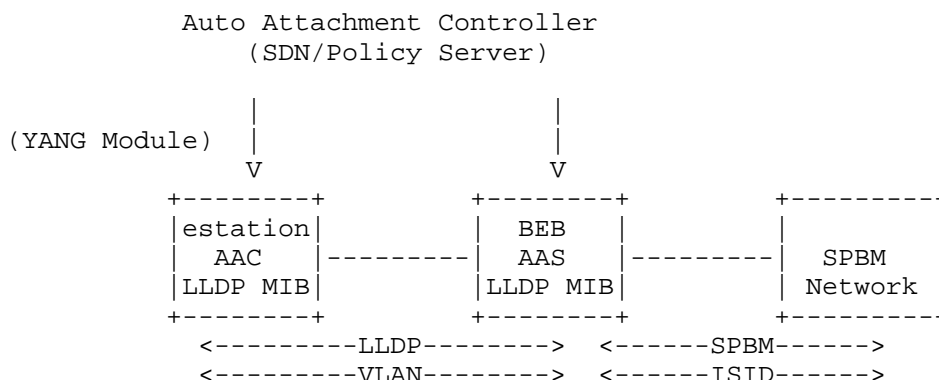 Auto Attachment Controller
(SDN/Policy Server)
| |
(YANG Module) | |
V V
+--------+ +--------+ +----------
|estation| | BEB | |
| AAC |---------| AAS |---------| SPBM
|LLDP MIB| |LLDP MIB| | Network
+--------+ +--------+ +----------
<---------LLDP--------> <------SPBM------>
<---------VLAN--------> <------ISID------>